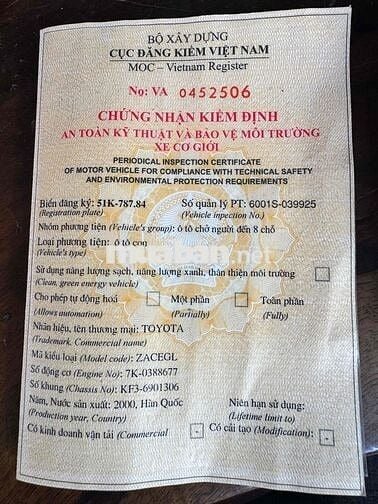 BỘ XÂY DỰNG
CỤC ĐĂNG KIỂM VIỆT NAM
MOC – Vietnam Register
No: VA 0452506
CHỨNG NHẬN KIỂM ĐỊNH
AN TOÀN KỸ THUẬT VÀ BẢO VỆ MÔI TRƯỜNG
XE CƠ GIỚI
PERIODICAL INSPECTION CERTIFICATE
OF MOTOR VEHICLE FOR COMPLIANCE WITH TECHNICAL SAFETY
AND ENVIRONMENTAL PROTECTION REQUIREMENTS
Biển đăng ký: 51K-787.84 Số quản lý PT: 6001S-039925
(Registration plate) (Vehicle inspection No.)
Nhóm phương tiện (Vehicle's group): ô tô chở người đến 8 chỗ
Loại phương tiện: ô tô con
(Vehicle's type)
muaban.net
Sử dụng năng lượng sạch, năng lượng xanh, thân thiện môi trường
(Clean, green energy vehicle)
Cho phép tự động hoá Một phần Toàn phần
(Allows automation) (Partially) (Fully)
Nhãn hiệu, tên thương mại: TOYOTA
(Trademark, Commercial name)
Mã kiểu loại (Model code): ZACEGL
Số động cơ (Engine No): 7K-0388677
Số khung (Chassis No): KF3-6901306
Năm, Nước sản xuất: 2000, Hàn Quốc Niên hạn sử dụng:
(Production year, Country) (Lifetime limit to)
Có kinh doanh vận tải (Commercial Có cải tạo (Modification):